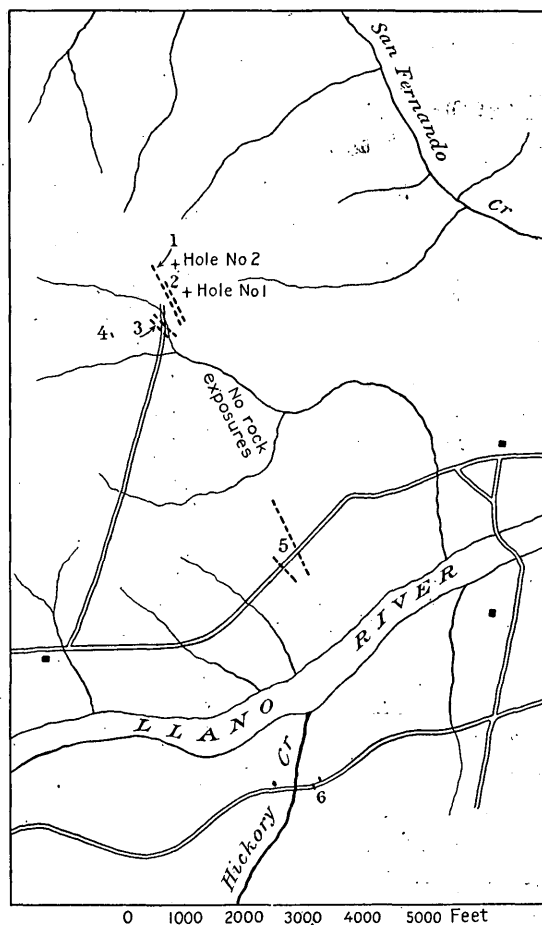 San Fernando
Cr
1
Hole No 2
2
Hole No 1
4
3
No rock
exposures
5
LLANO RIVER
6
Hickory Cr
0 1000 2000 3000 4000 5000 Feet